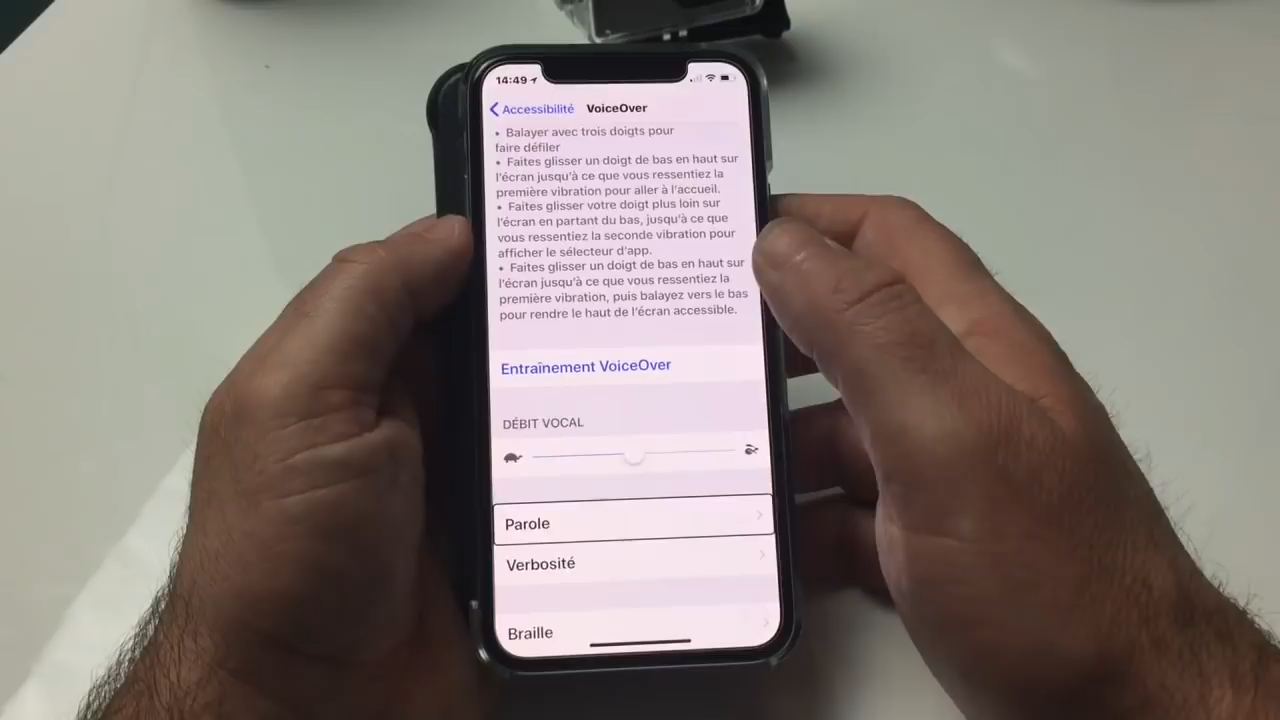 14:49
Accessibilité VoiceOver
• Balayer avec trois doigts pour
faire défiler
• Faites glisser un doigt de bas en haut sur
l'écran jusqu'à ce que vous ressentiez la
première vibration pour aller à l'accueil.
• Faites glisser votre doigt plus loin sur
l'écran en partant du bas, jusqu'à ce que
vous ressentiez la seconde vibration pour
afficher le sélecteur d'app.
• Faites glisser un doigt de bas en haut sur
l'écran jusqu'à ce que vous ressentiez la
première vibration, puis balayez vers le bas
pour rendre le haut de l'écran accessible.
Entraînement VoiceOver
DÉBIT VOCAL
Parole
Verbosité
Braille